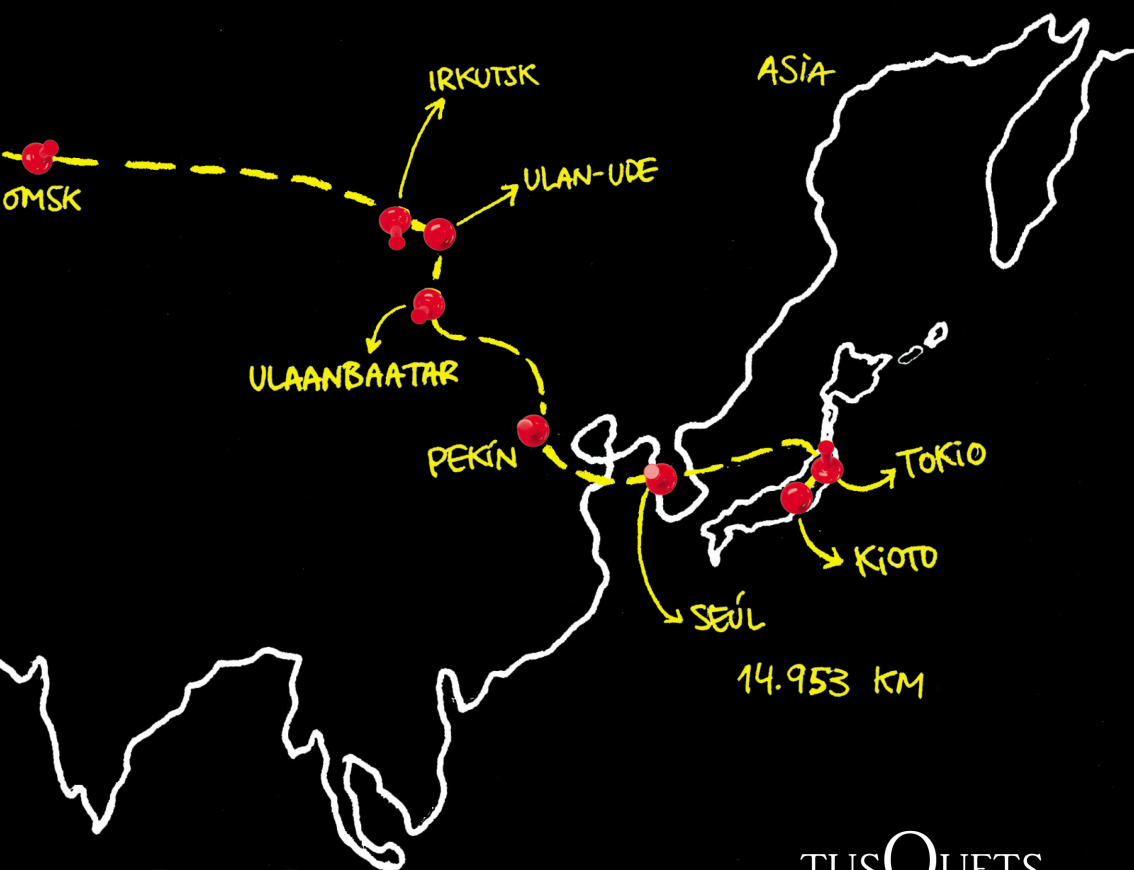 IRKUTSK
ASIA
ULAN-UDE
OMSK
ULAANBAATAR
PEKÍN
TOKIO
KIOTO
SEÚL
14.953 KM
TUSQUETS